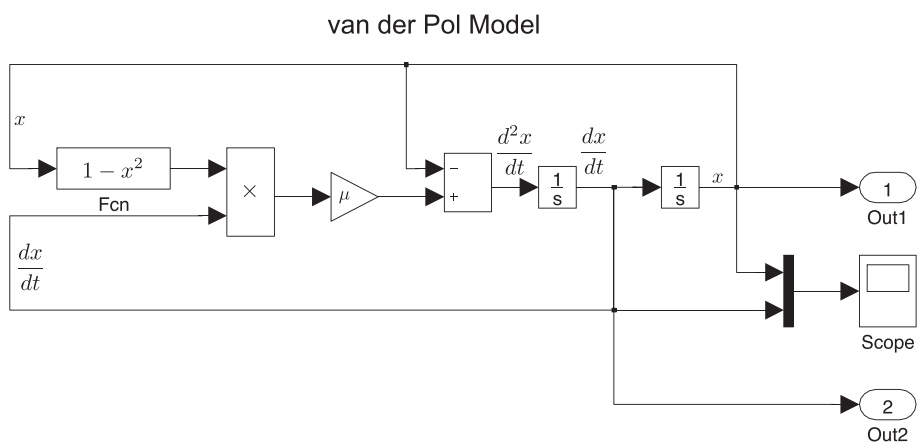 van der Pol Model
x
1 − x²
Fcn
dx
dt
×
μ
−
+
d²x
dt
1
s
dx
dt
1
s
x
1
Out1
Scope
2
Out2